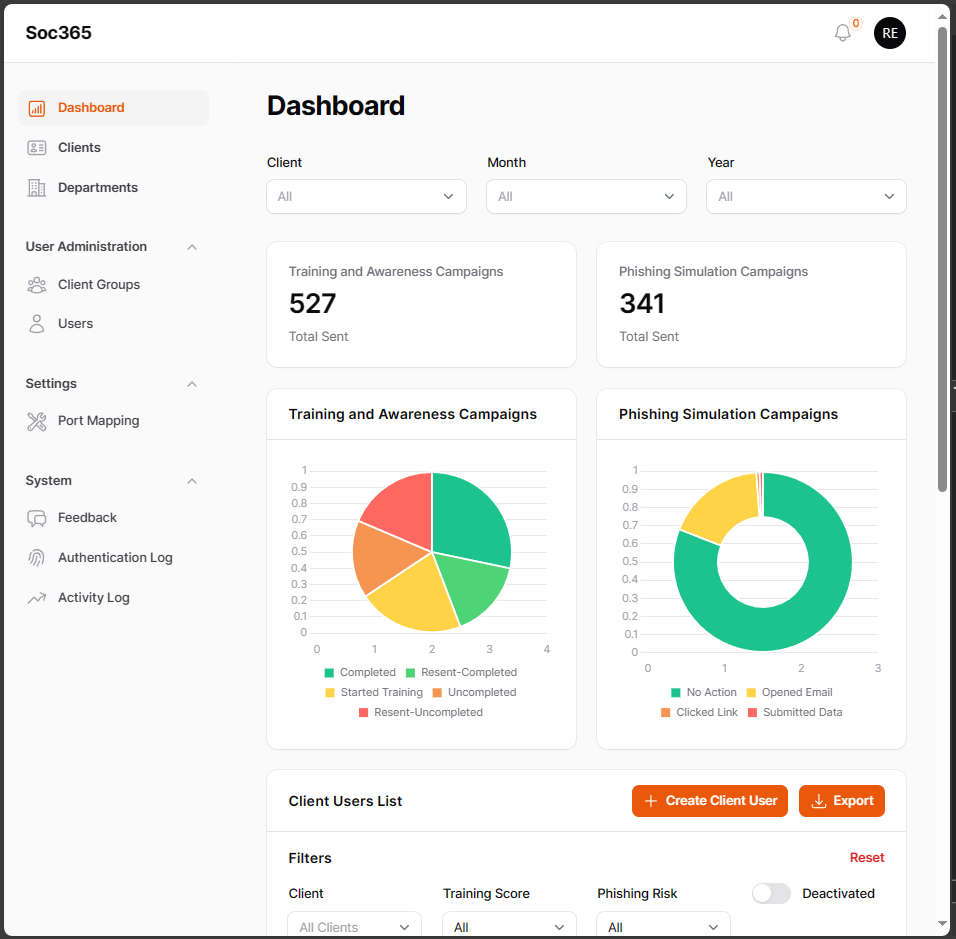 Soc365
0
RE
Dashboard
Clients
Departments
User Administration
Client Groups
Users
Settings
Port Mapping
System
Feedback
Authentication Log
Activity Log
Dashboard
Client Month Year
All All All
Training and Awareness Campaigns
527
Total Sent
Phishing Simulation Campaigns
341
Total Sent
Training and Awareness Campaigns
1
0.9
0.8
0.7
0.6
0.5
0.4
0.3
0.2
0.1
0
0 1 2 3 4
Completed Resent-Completed
Started Training Uncompleted
Resent-Uncompleted
Phishing Simulation Campaigns
1
0.9
0.8
0.7
0.6
0.5
0.4
0.3
0.2
0.1
0
0 1 2 3
No Action Opened Email
Clicked Link Submitted Data
Client Users List Create Client User Export
Filters Reset
Client Training Score Phishing Risk Deactivated
All Clients All All